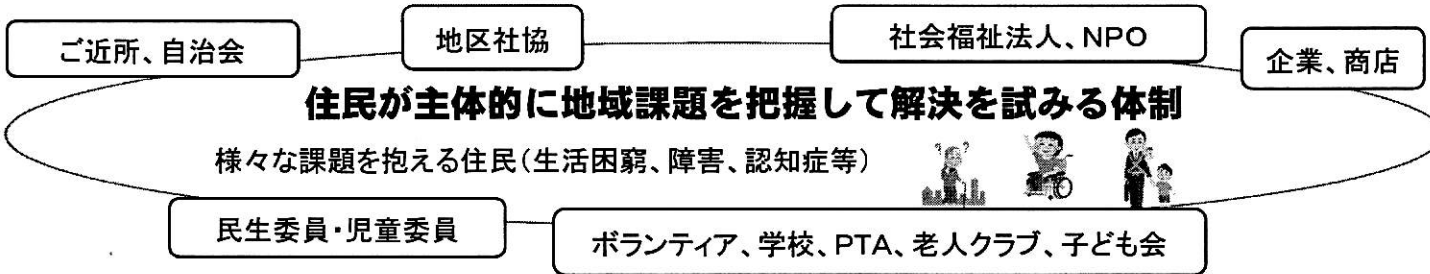 ご近所、自治会
地区社協
社会福祉法人、NPO
企業、商店
住民が主体的に地域課題を把握して解決を試みる体制
様々な課題を抱える住民(生活困窮、障害、認知症等)
? ?
民生委員・児童委員
ボランティア、学校、PTA、老人クラブ、子ども会